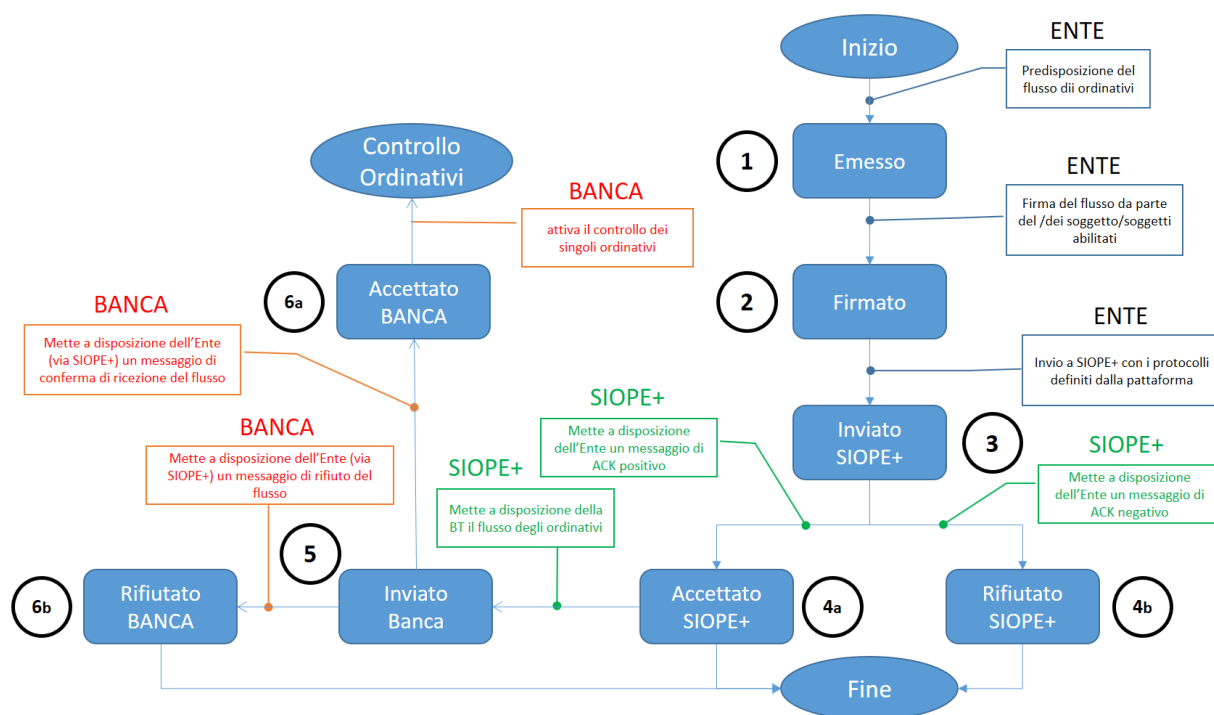 Inizio
ENTE
Predisposizione del
flusso dii ordinativi
1
Emesso
ENTE
Firma del flusso da parte
del /dei soggetto/soggetti
abilitati
2
Firmato
ENTE
Invio a SIOPE+ con i protocolli
definiti dalla pattaforma
Inviato
SIOPE+
3
SIOPE+
Mette a disposizione
dell'Ente un messaggio di
ACK positivo
SIOPE+
Mette a disposizione
dell'Ente un messaggio di
ACK negativo
Accettato
SIOPE+
4a
Rifiutato
SIOPE+
4b
SIOPE+
Mette a disposizione della
BT il flusso degli ordinativi
5
Inviato
Banca
BANCA
Mette a disposizione dell'Ente
(via SIOPE+) un messaggio di
conferma di ricezione del flusso
6a
Accettato
BANCA
BANCA
attiva il controllo dei
singoli ordinativi
Controllo
Ordinativi
BANCA
Mette a disposizione dell'Ente (via
SIOPE+) un messaggio di rifiuto del
flusso
6b
Rifiutato
BANCA
Fine